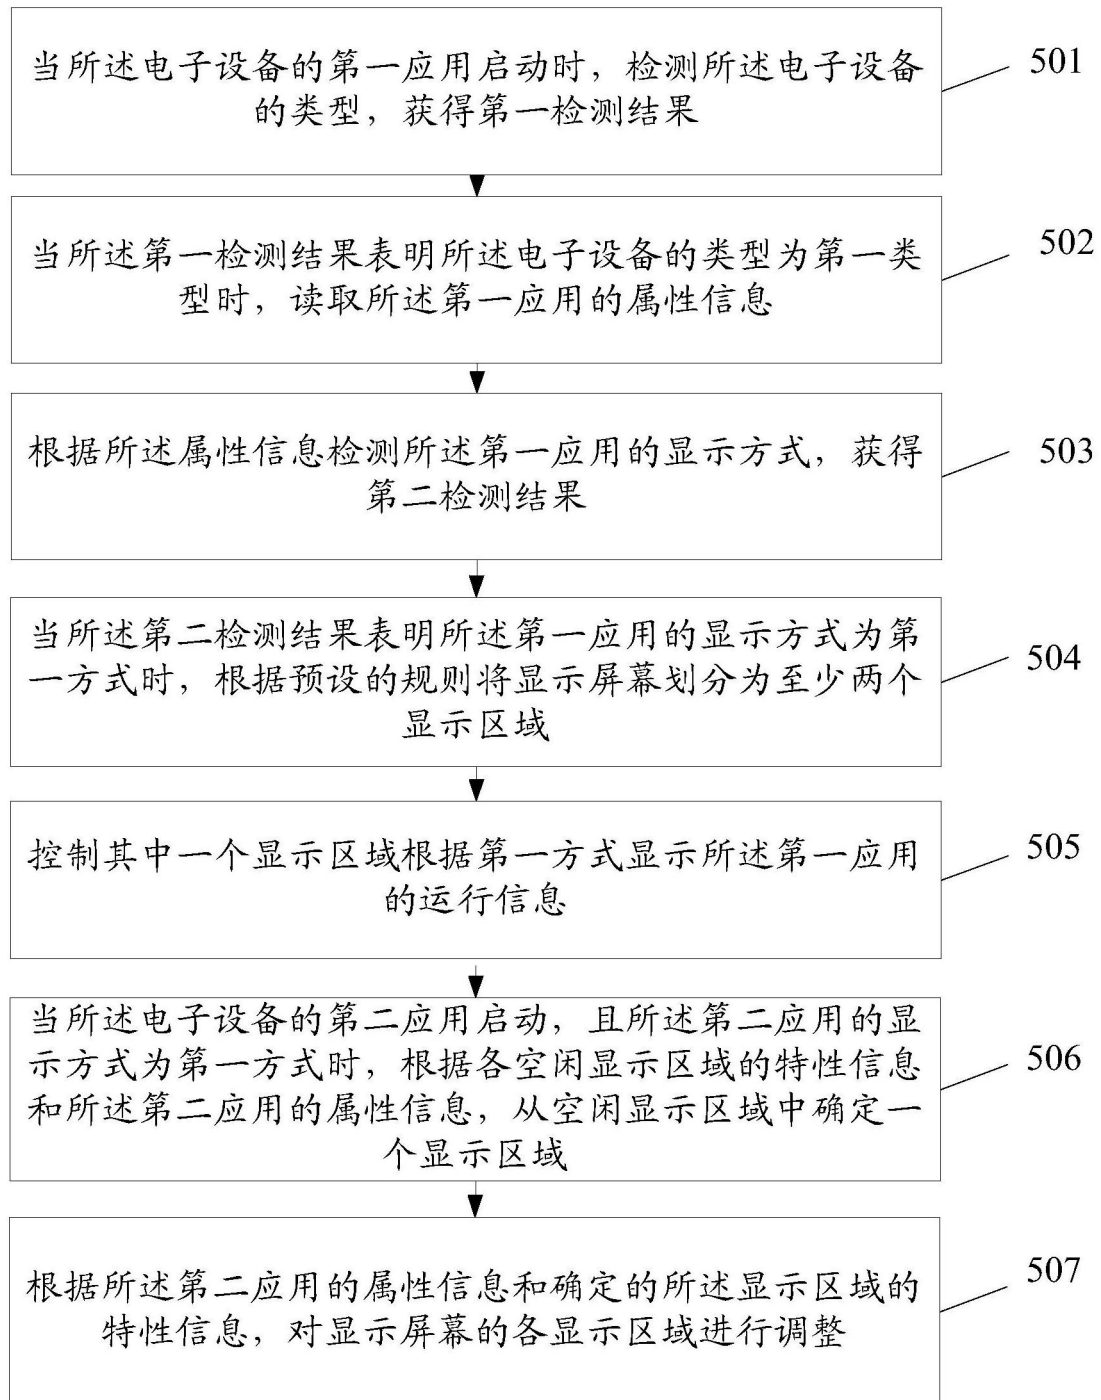 当所述电子设备的第一应用启动时，检测所述电子设备
的类型，获得第一检测结果
501
当所述第一检测结果表明所述电子设备的类型为第一类
型时，读取所述第一应用的属性信息
502
根据所述属性信息检测所述第一应用的显示方式，获得
第二检测结果
503
当所述第二检测结果表明所述第一应用的显示方式为第
一方式时，根据预设的规则将显示屏幕划分为至少两个
显示区域
504
控制其中一个显示区域根据第一方式显示所述第一应用
的运行信息
505
当所述电子设备的第二应用启动，且所述第二应用的显
示方式为第一方式时，根据各空闲显示区域的特性信息
和所述第二应用的属性信息，从空闲显示区域中确定一
个显示区域
506
根据所述第二应用的属性信息和确定的所述显示区域的
特性信息，对显示屏幕的各显示区域进行调整
507